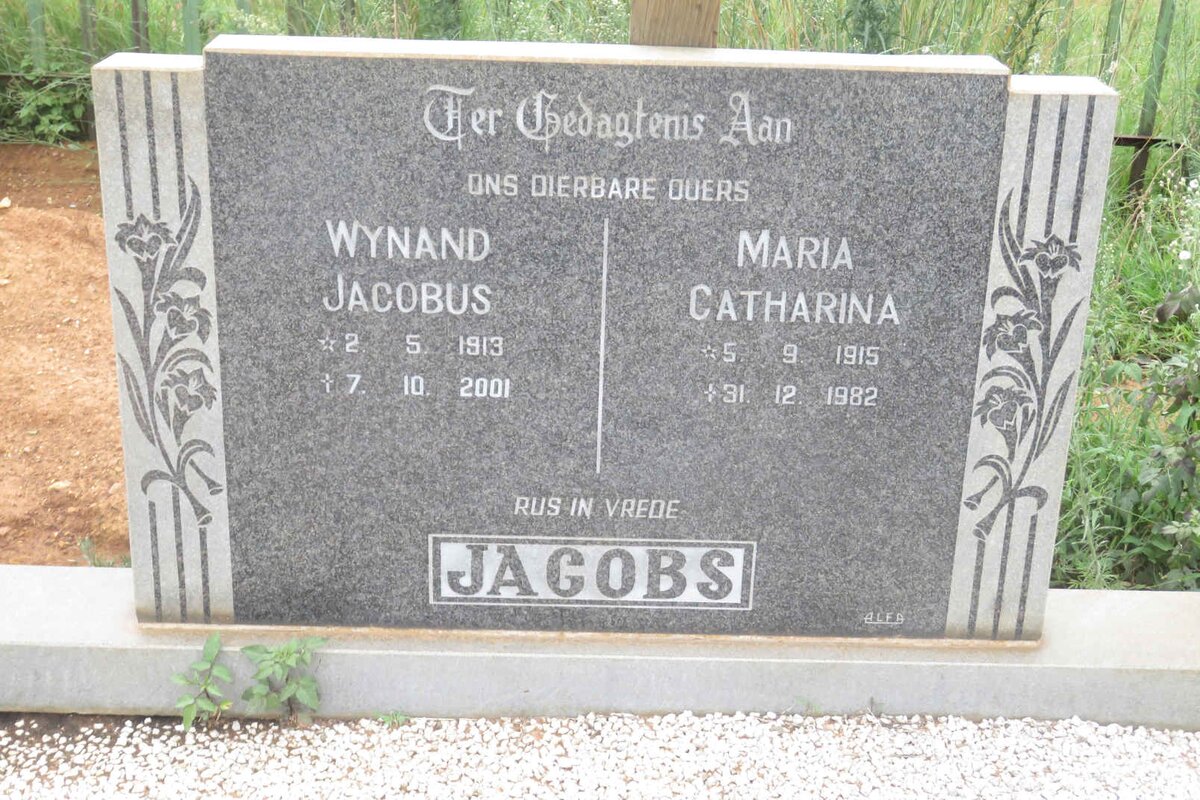 Ter Gedagtenis Aan
ONS DIERBARE OUERS
WYNAND
JACOBUS
☆2. 5. 1913
†7. 10. 2001
MARIA
CATHARINA
☆5. 9. 1915
†31. 12. 1982
RUS IN VREDE
JACOBS
ALFA